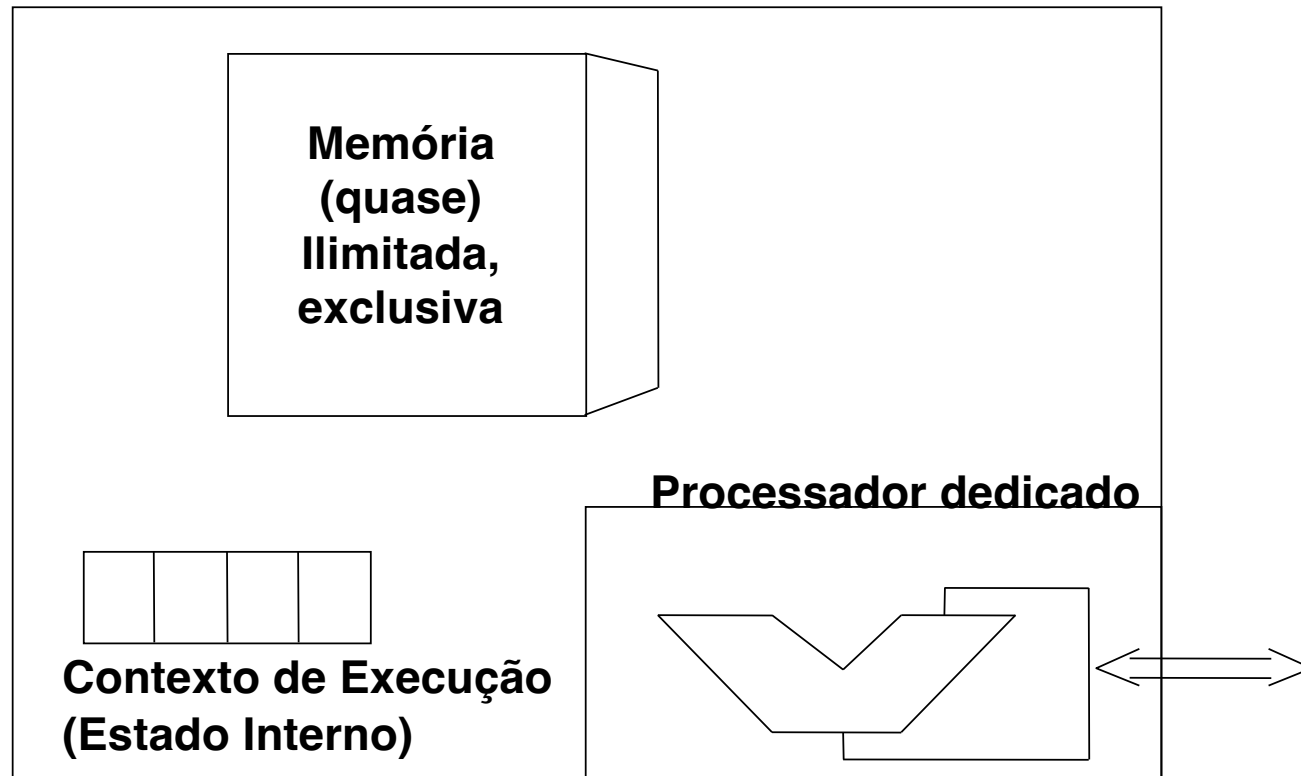 Memória
(quase)
Ilimitada,
exclusiva
Processador dedicado
Contexto de Execução
(Estado Interno)